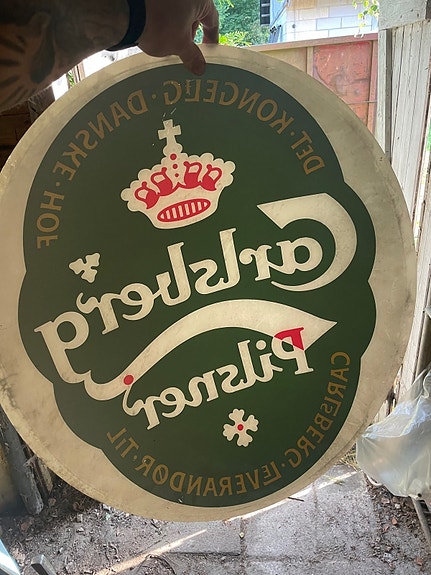 DET · KONGELIG · DANSKE · HOF
Carlsberg
Pilsner
CARLSBERG · LEVERANDØR · TIL